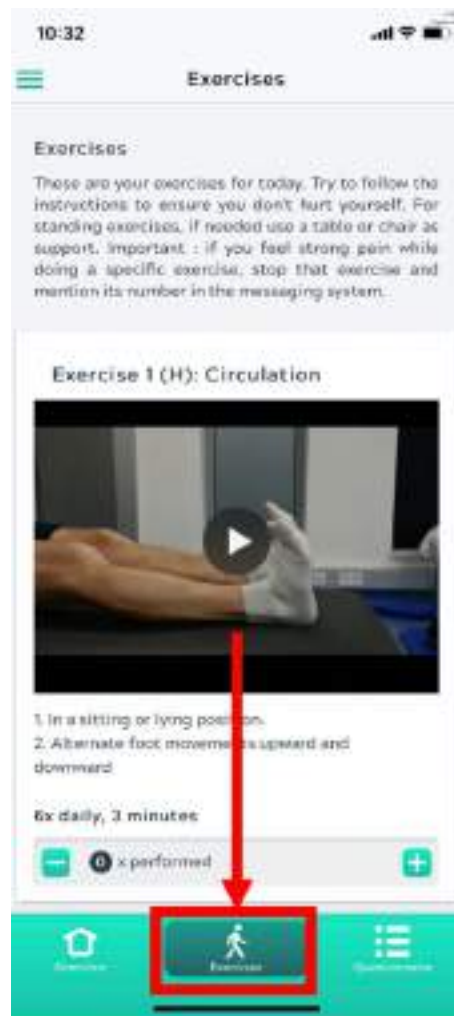 10:32
Exercises
Exercises
These are your exercises for today. Try to follow the
instructions to ensure you don't hurt yourself. For
standing exercises, if needed use a table or chair as
support. Important : if you feel strong pain while
doing a specific exercise, stop that exercise and
mention its number in the messaging system.
Exercise 1 (H): Circulation
1. In a sitting or lying position.
2. Alternate foot movements upward and
downward
6x daily, 3 minutes
0 x performed
Exercises